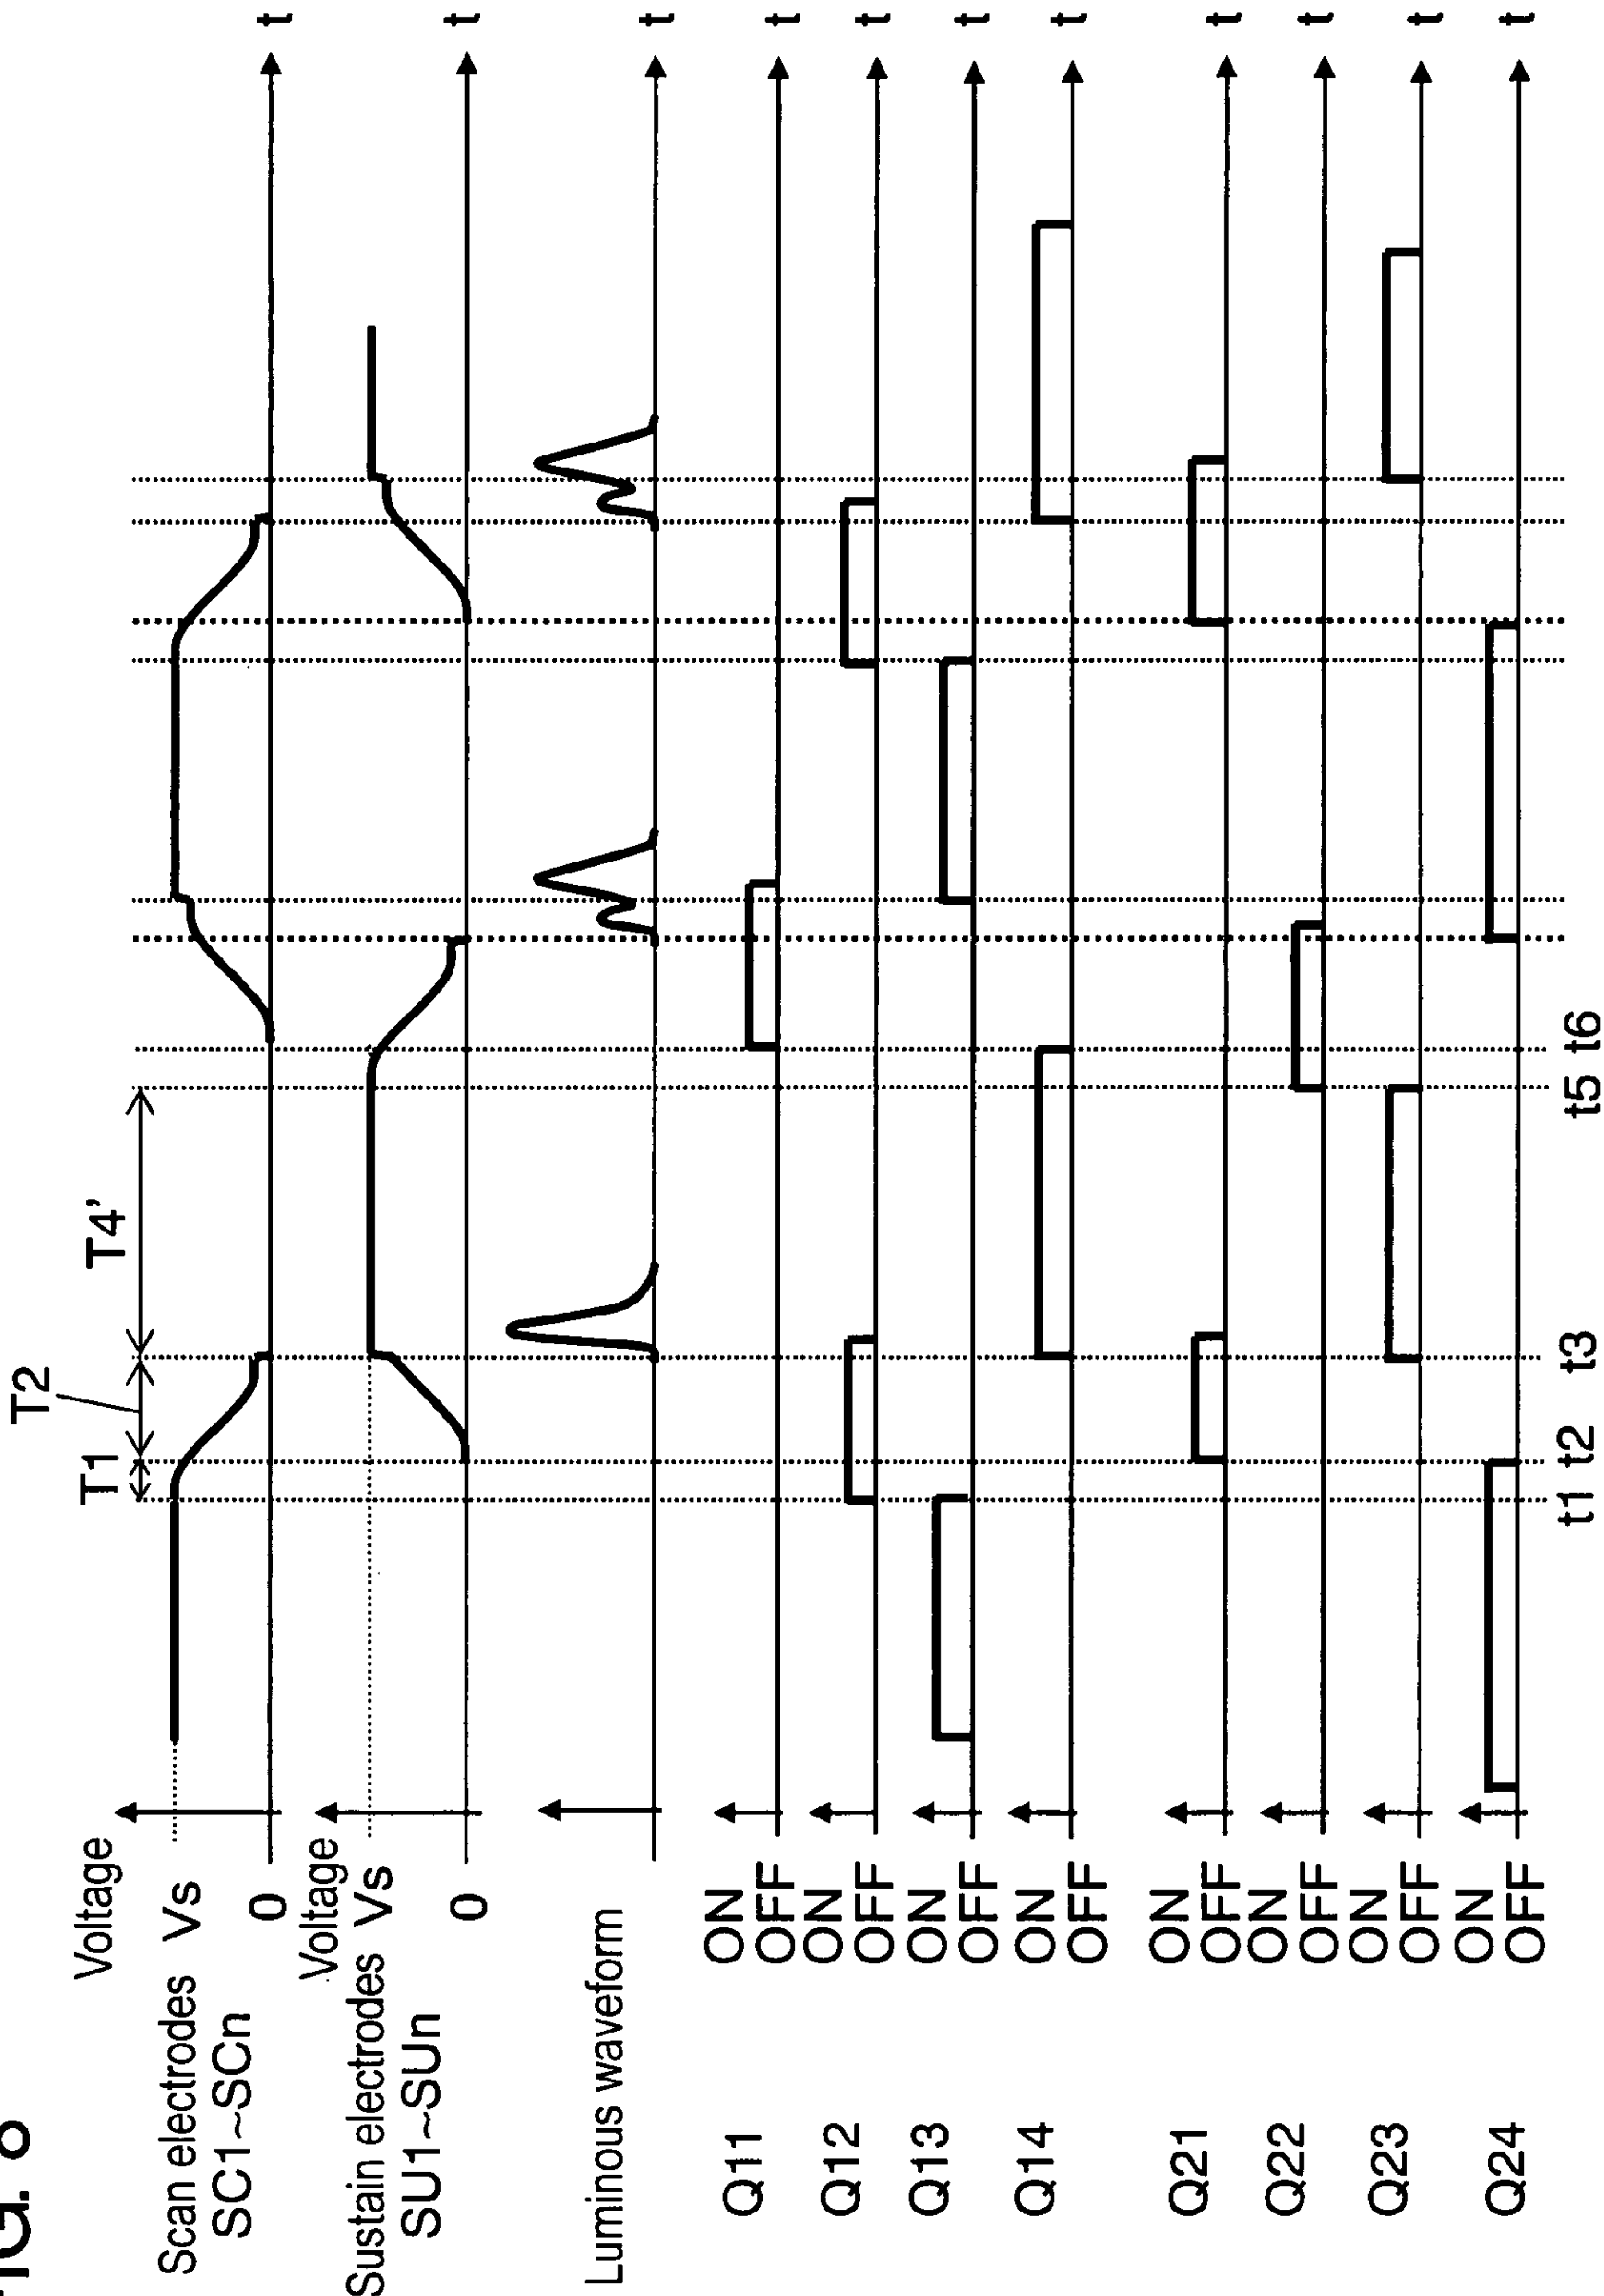 FIG. 8
T2
T1
T4'
Voltage
Scan electrodes Vs
SC1~SCn
0
t
Voltage
Sustain electrodes Vs
SU1~SUn
0
t
Luminous waveform
t
Q11
ON
OFF
t
Q12
ON
OFF
t
Q13
ON
OFF
t
Q14
ON
OFF
t
Q21
ON
OFF
t
Q22
ON
OFF
t
Q23
ON
OFF
t
Q24
ON
OFF
t
t1 t2 t3 t5 t6